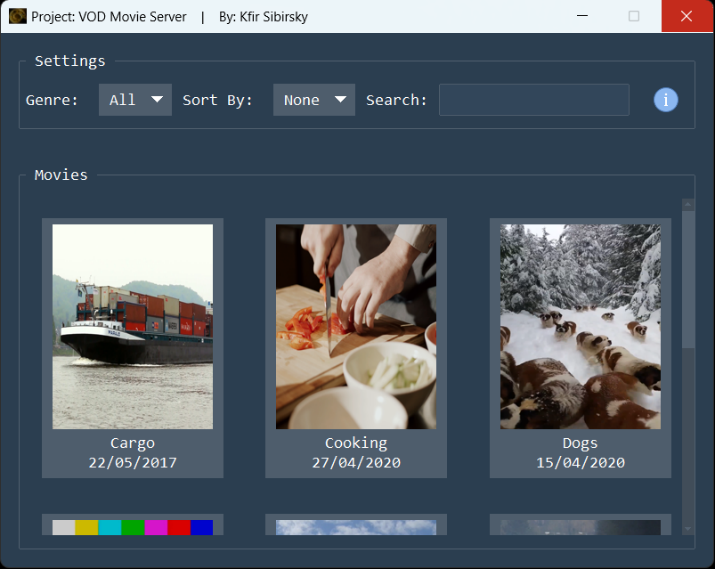 Project: VOD Movie Server | By: Kfir Sibirsky
Settings
Genre: All Sort By: None Search:
Movies
Cargo Cooking Dogs
22/05/2017 27/04/2020 15/04/2020